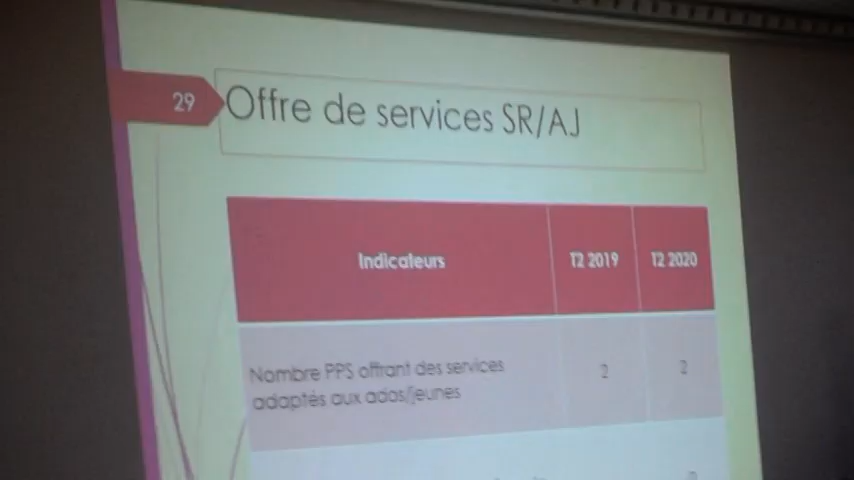 29
Offre de services SR/AJ
Indicateurs T2 2019 T2 2020
Nombre PPS offrant des services 2 2
adaptés aux ados/jeunes